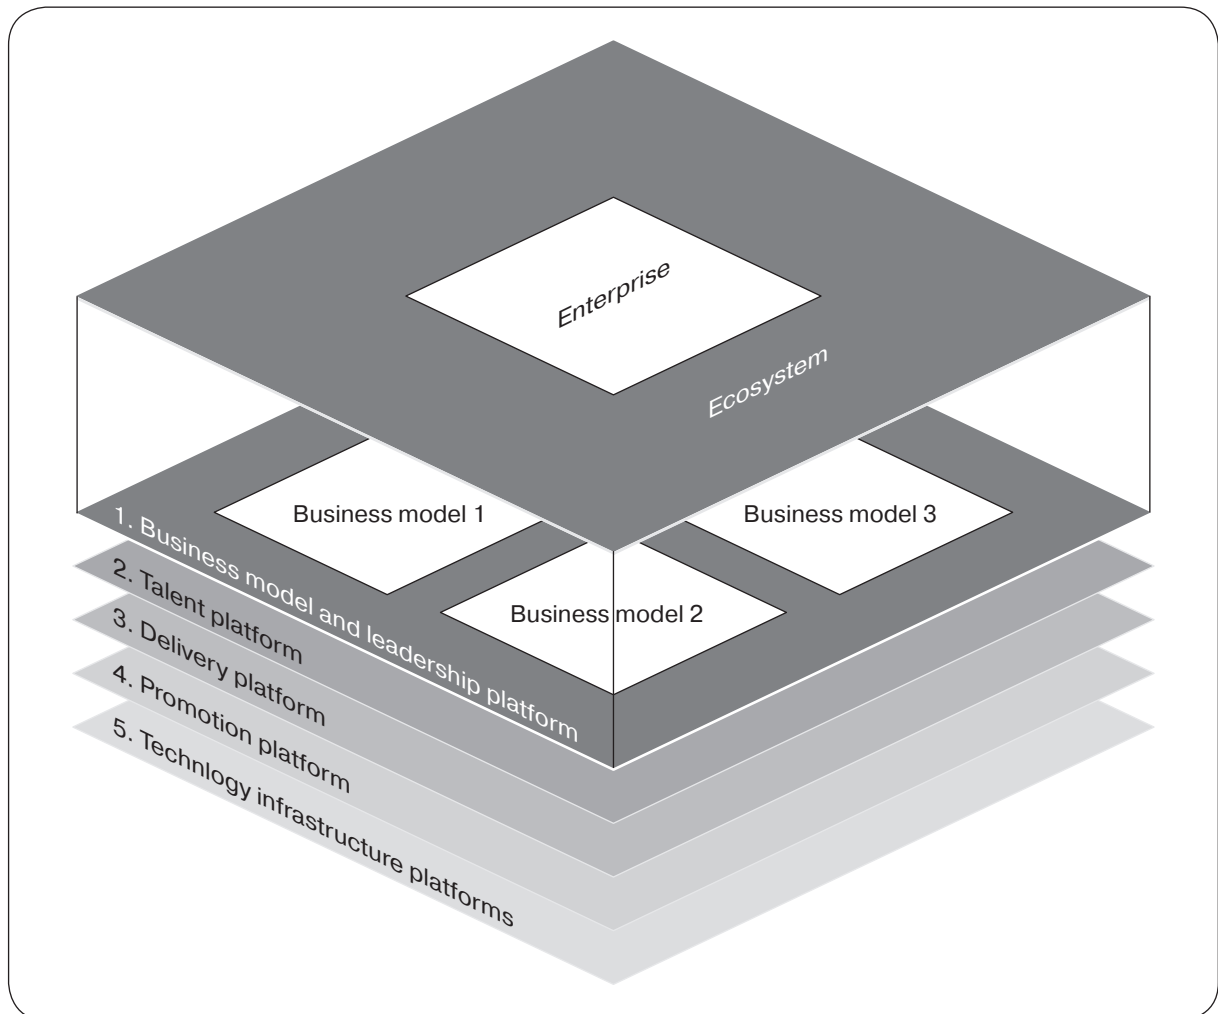 Enterprise
Ecosystem
Business model 1
Business model 3
Business model 2
1. Business model and leadership platform
2. Talent platform
3. Delivery platform
4. Promotion platform
5. Technlogy infrastructure platforms